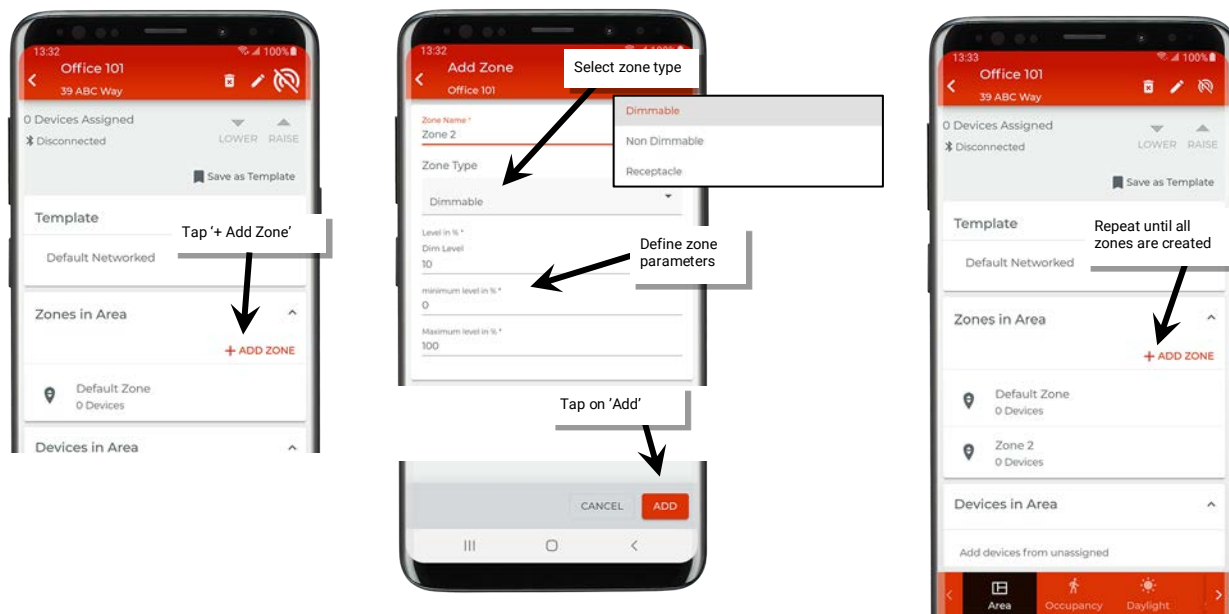 13:32
100%
Office 101
39 ABC Way
0 Devices Assigned
Disconnected
LOWER
RAISE
Save as Template
Template
Default Networked
Tap ‘+ Add Zone’
Zones in Area
+ ADD ZONE
Default Zone
0 Devices
Devices in Area
13:32
Add Zone
Office 101
Select zone type
Dimmable
Non Dimmable
Receptacle
Zone Name *
Zone 2
Zone Type
Dimmable
Level in % *
Dim Level
10
Define zone
parameters
minimum level in % *
0
Maximum level in % *
100
Tap on ‘Add’
CANCEL
ADD
13:33
100%
Office 101
39 ABC Way
0 Devices Assigned
Disconnected
LOWER
RAISE
Save as Template
Template
Default Networked
Repeat until all
zones are created
Zones in Area
+ ADD ZONE
Default Zone
0 Devices
Zone 2
0 Devices
Devices in Area
Add devices from unassigned
Area
Occupancy
Daylight